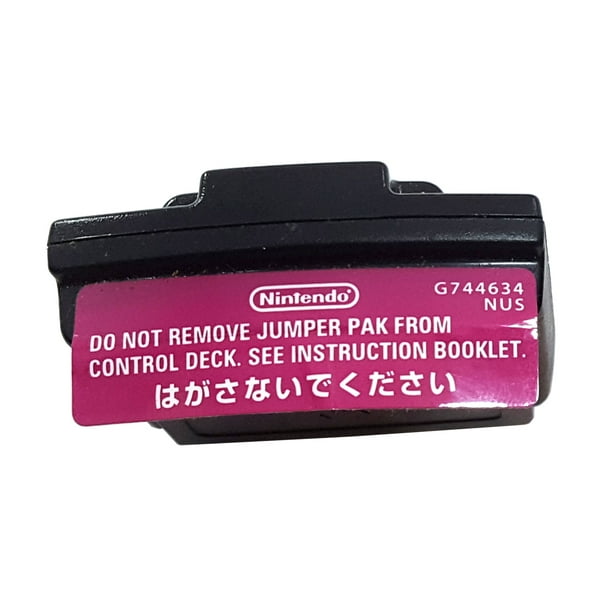 Nintendo
G744634
NUS
DO NOT REMOVE JUMPER PAK FROM
CONTROL DECK. SEE INSTRUCTION BOOKLET.
はがさないでください